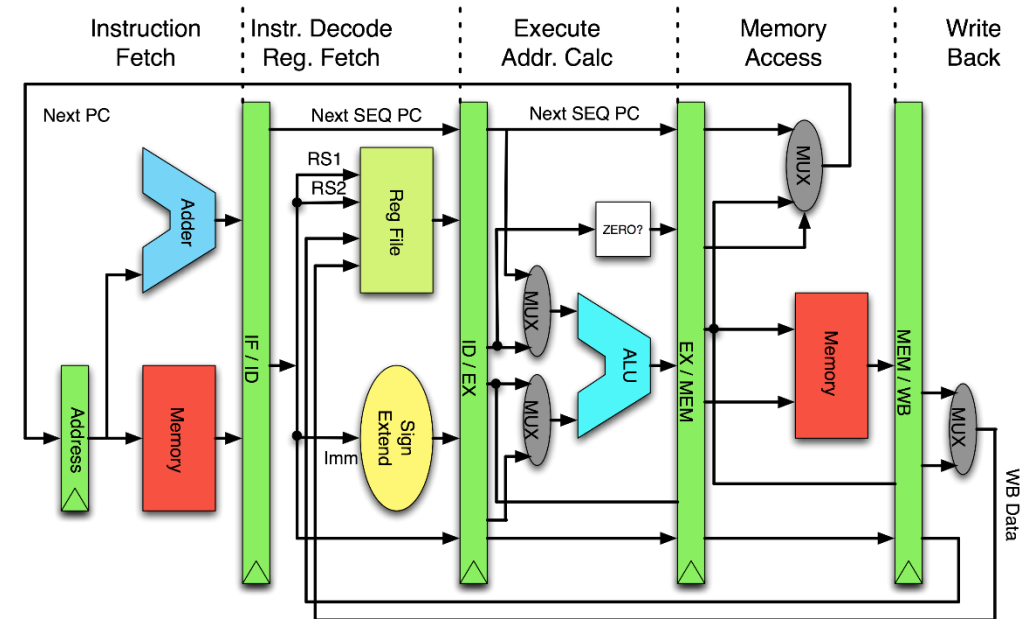 Instruction
Fetch
Instr. Decode
Reg. Fetch
Execute
Addr. Calc
Memory
Access
Write
Back
Next PC
Next SEQ PC
Next SEQ PC
RS1
RS2
Reg File
Adder
MUX
ZERO?
MUX
ALU
MUX
IF / ID
ID / EX
EX / MEM
MEM / WB
Memory
Address
Memory
Sign
Extend
Imm
MUX
WB Data